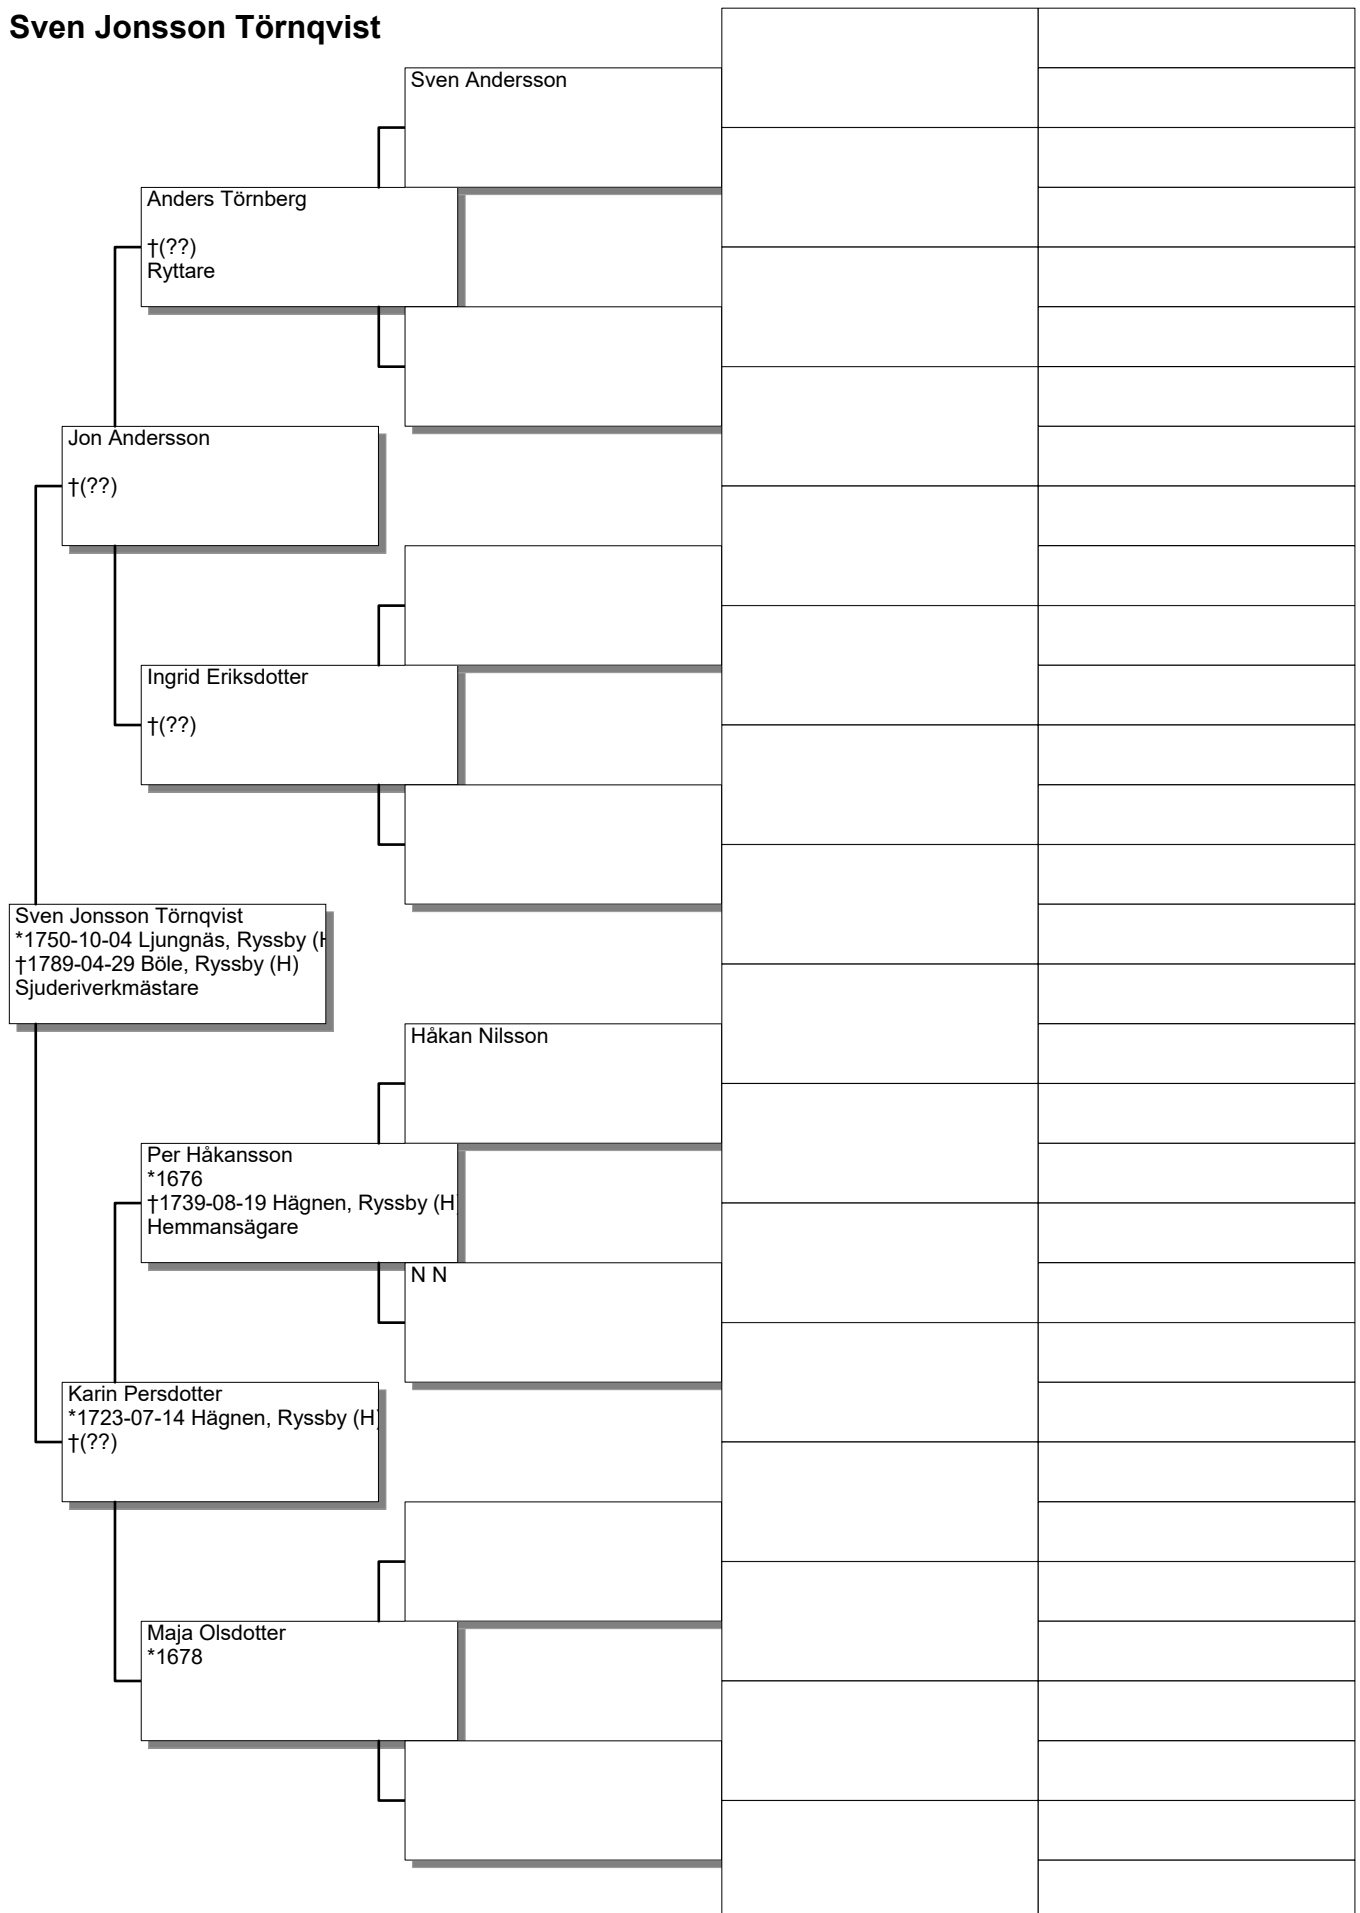 Sven Jonsson Törnqvist
Sven Andersson
Anders Törnberg
†(??)
Ryttare
Jon Andersson
†(??)
Ingrid Eriksdotter
†(??)
Sven Jonsson Törnqvist
*1750-10-04 Ljungnäs, Ryssby (H
†1789-04-29 Böle, Ryssby (H)
Sjuderiverkmästare
Håkan Nilsson
Per Håkansson
*1676
†1739-08-19 Hägnen, Ryssby (H)
Hemmansägare
N N
Karin Persdotter
*1723-07-14 Hägnen, Ryssby (H)
†(??)
Maja Olsdotter
*1678